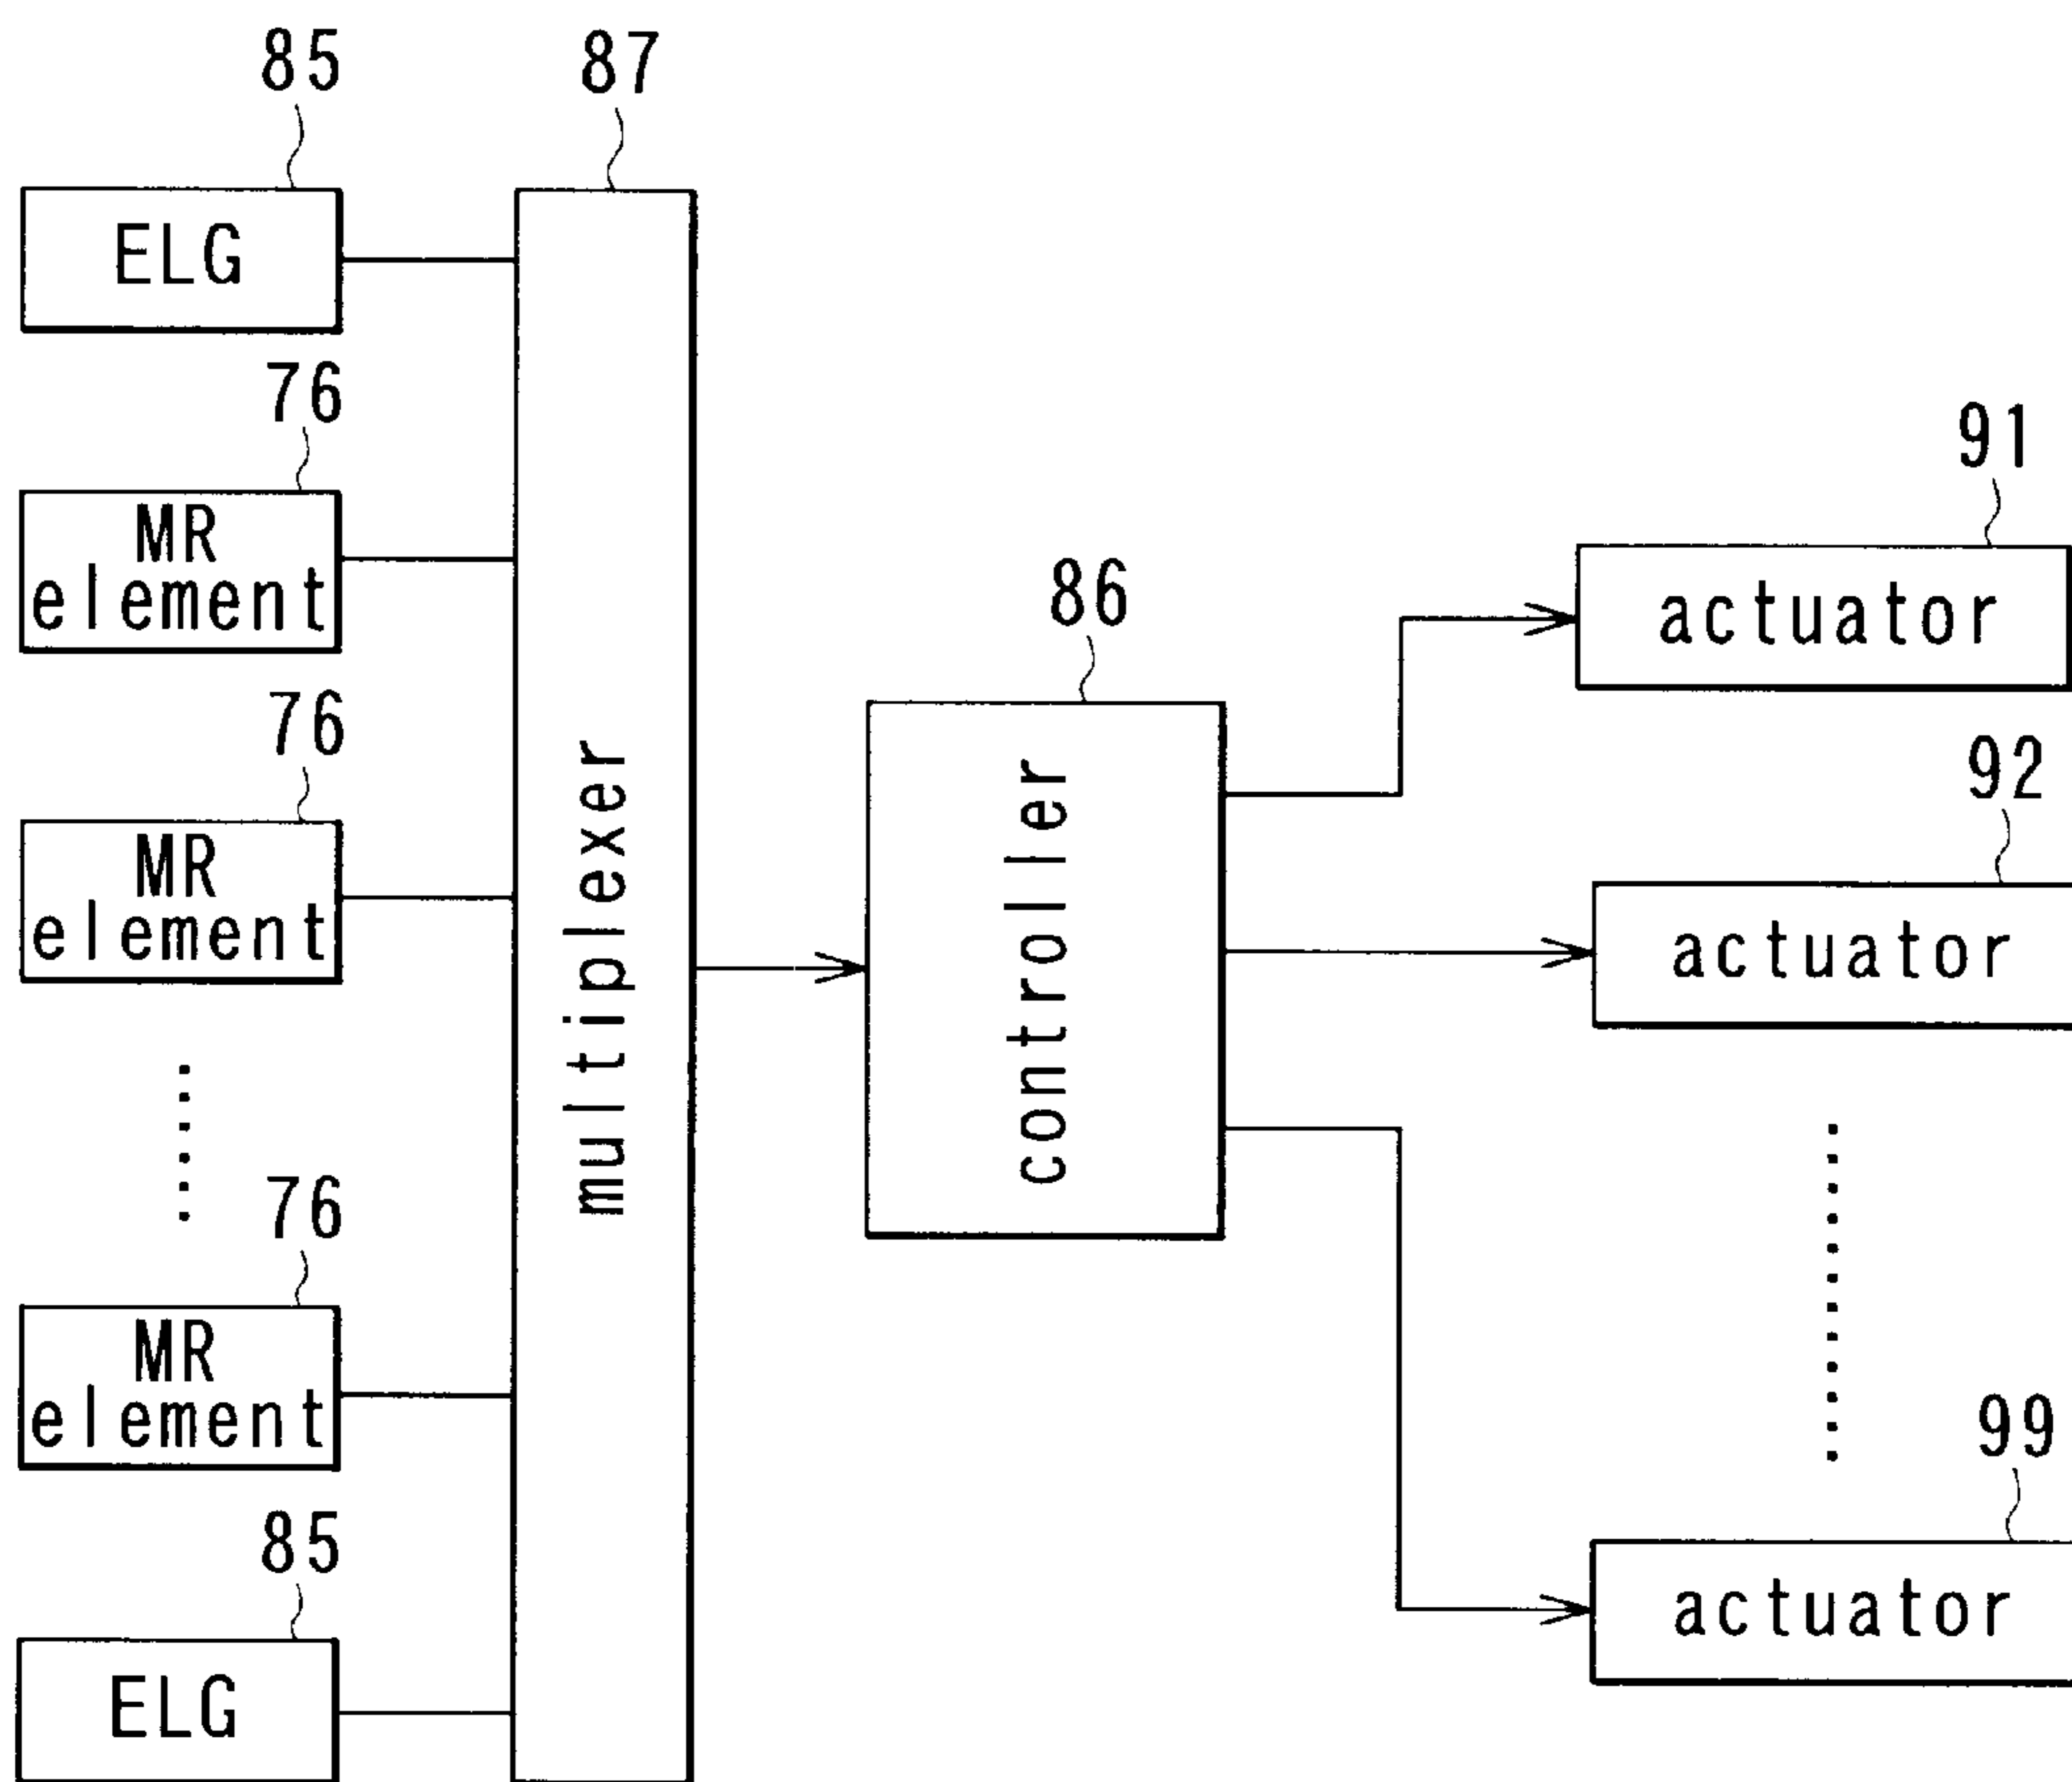 85
ELG
76
MR
element
76
MR
element
76
MR
element
85
ELG
87
multiplexer
86
controller
91
actuator
92
actuator
99
actuator